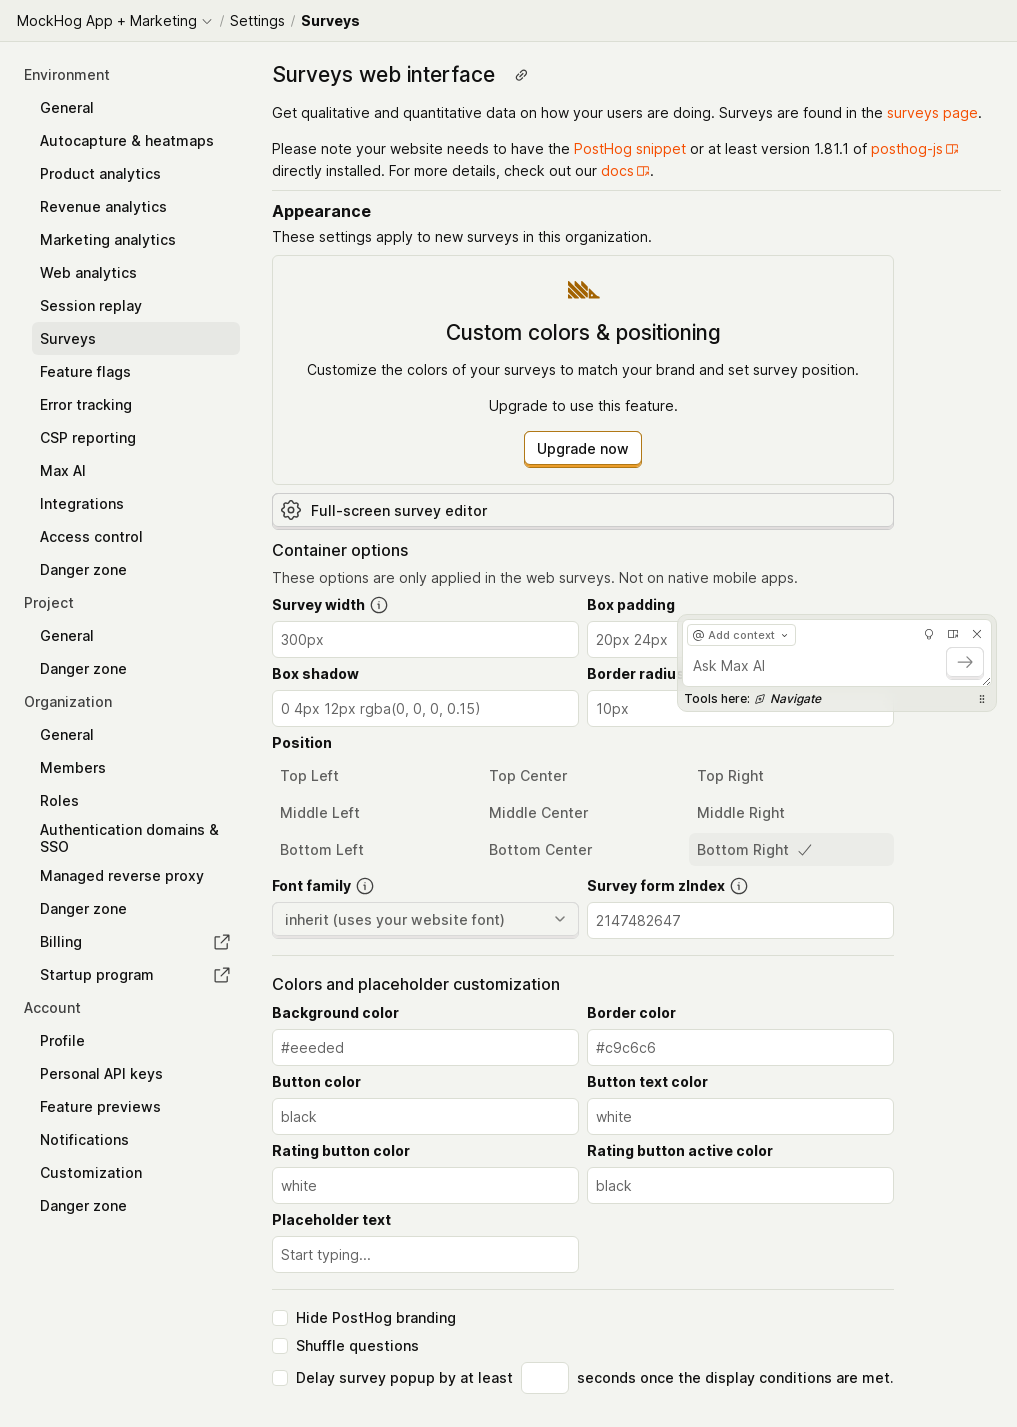 MockHog App + Marketing / Settings / Surveys
Environment
General
Autocapture & heatmaps
Product analytics
Revenue analytics
Marketing analytics
Web analytics
Session replay
Surveys
Feature flags
Error tracking
CSP reporting
Max AI
Integrations
Access control
Danger zone
Project
General
Danger zone
Organization
General
Members
Roles
Authentication domains &
SSO
Managed reverse proxy
Danger zone
Billing
Startup program
Account
Profile
Personal API keys
Feature previews
Notifications
Customization
Danger zone
Surveys web interface
Get qualitative and quantitative data on how your users are doing. Surveys are found in the surveys page.
Please note your website needs to have the PostHog snippet or at least version 1.81.1 of posthog-js
directly installed. For more details, check out our docs.
Appearance
These settings apply to new surveys in this organization.
Custom colors & positioning
Customize the colors of your surveys to match your brand and set survey position.
Upgrade to use this feature.
Upgrade now
Full-screen survey editor
Container options
These options are only applied in the web surveys. Not on native mobile apps.
Survey width
Box padding
300px
20px 24px
Box shadow
Border radius
0 4px 12px rgba(0, 0, 0, 0.15)
10px
@ Add context
Ask Max AI
Tools here: Navigate
Position
Top Left
Top Center
Top Right
Middle Left
Middle Center
Middle Right
Bottom Left
Bottom Center
Bottom Right
Font family
Survey form zIndex
inherit (uses your website font)
2147482647
Colors and placeholder customization
Background color
Border color
#eeeded
#c9c6c6
Button color
Button text color
black
white
Rating button color
Rating button active color
white
black
Placeholder text
Start typing...
Hide PostHog branding
Shuffle questions
Delay survey popup by at least seconds once the display conditions are met.